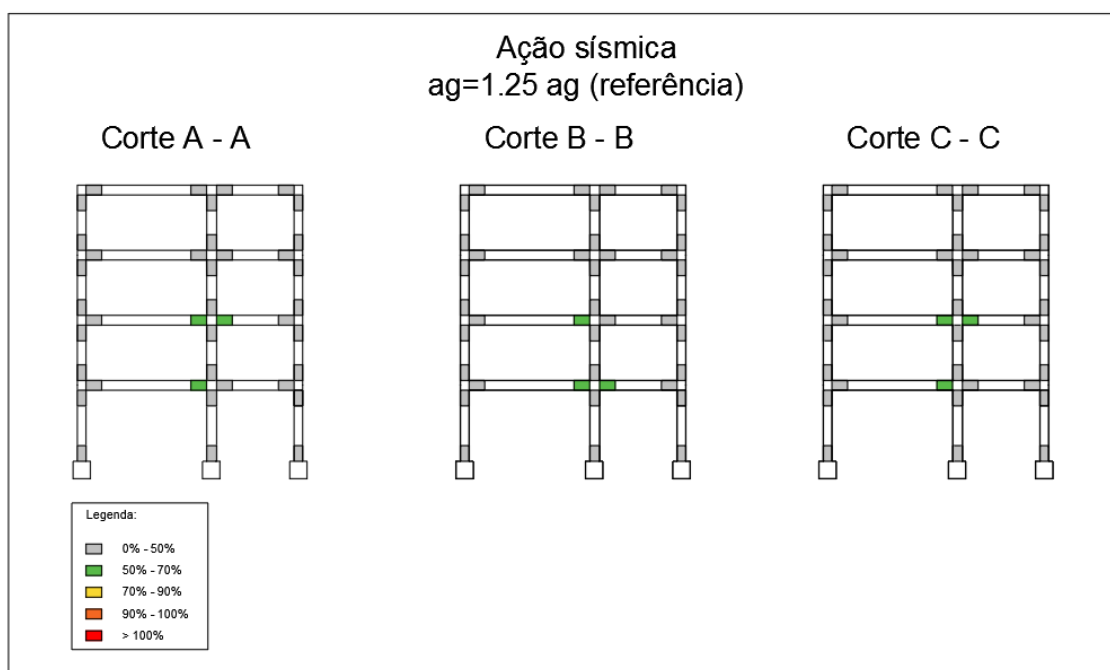 Ação sísmica
ag=1.25 ag (referência)
Corte A - A
Corte B - B
Corte C - C
Legenda:
0% - 50%
50% - 70%
70% - 90%
90% - 100%
> 100%